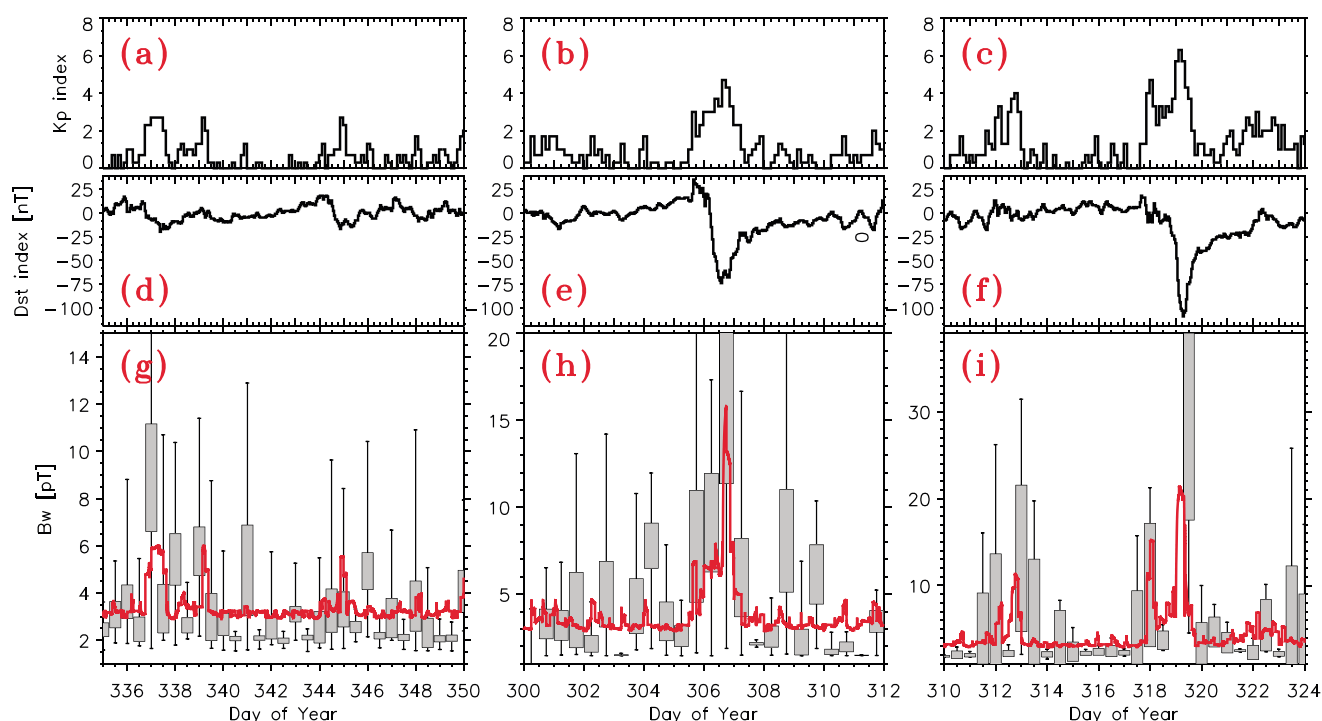 8 (a) 8 (b) 8 (c)
6 6 6
4 4 4
2 2 2
0 0 0
Kp index
25 25 25
0 0 0
−25 −25 −25
−50 −50 −50
−75 −75 −75
−100 −100 −100
Dst index [nT]
(d) (e) (f)
0
(g) (h) (i)
14
12
10
8
6
4
2
20
15
10
5
30
20
10
Bw [pT]
336 338 340 342 344 346 348 350
300 302 304 306 308 310 312
310 312 314 316 318 320 322 324
Day of Year Day of Year Day of Year